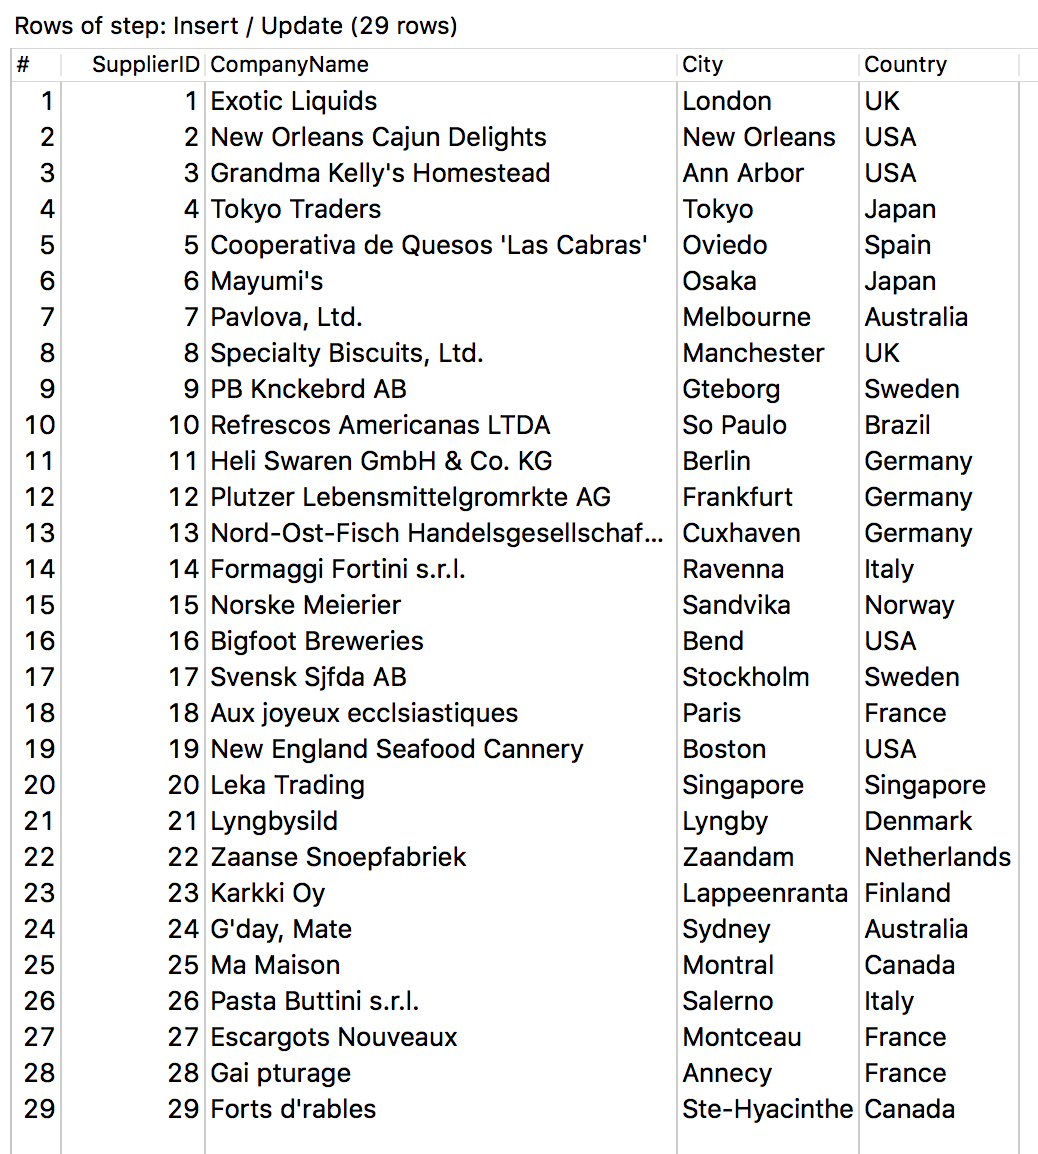 Rows of step: Insert / Update (29 rows)
# SupplierID CompanyName City Country
1 1 Exotic Liquids London UK
2 2 New Orleans Cajun Delights New Orleans USA
3 3 Grandma Kelly's Homestead Ann Arbor USA
4 4 Tokyo Traders Tokyo Japan
5 5 Cooperativa de Quesos 'Las Cabras' Oviedo Spain
6 6 Mayumi's Osaka Japan
7 7 Pavlova, Ltd. Melbourne Australia
8 8 Specialty Biscuits, Ltd. Manchester UK
9 9 PB Knckebrd AB Gteborg Sweden
10 10 Refrescos Americanas LTDA So Paulo Brazil
11 11 Heli Swaren GmbH & Co. KG Berlin Germany
12 12 Plutzer Lebensmittelgromrkte AG Frankfurt Germany
13 13 Nord-Ost-Fisch Handelsgesellschaf... Cuxhaven Germany
14 14 Formaggi Fortini s.r.l. Ravenna Italy
15 15 Norske Meierier Sandvika Norway
16 16 Bigfoot Breweries Bend USA
17 17 Svensk Sjfda AB Stockholm Sweden
18 18 Aux joyeux ecclsiastiques Paris France
19 19 New England Seafood Cannery Boston USA
20 20 Leka Trading Singapore Singapore
21 21 Lyngbysild Lyngby Denmark
22 22 Zaanse Snoepfabriek Zaandam Netherlands
23 23 Karkki Oy Lappeenranta Finland
24 24 G'day, Mate Sydney Australia
25 25 Ma Maison Montral Canada
26 26 Pasta Buttini s.r.l. Salerno Italy
27 27 Escargots Nouveaux Montceau France
28 28 Gai pturage Annecy France
29 29 Forts d'rables Ste-Hyacinthe Canada